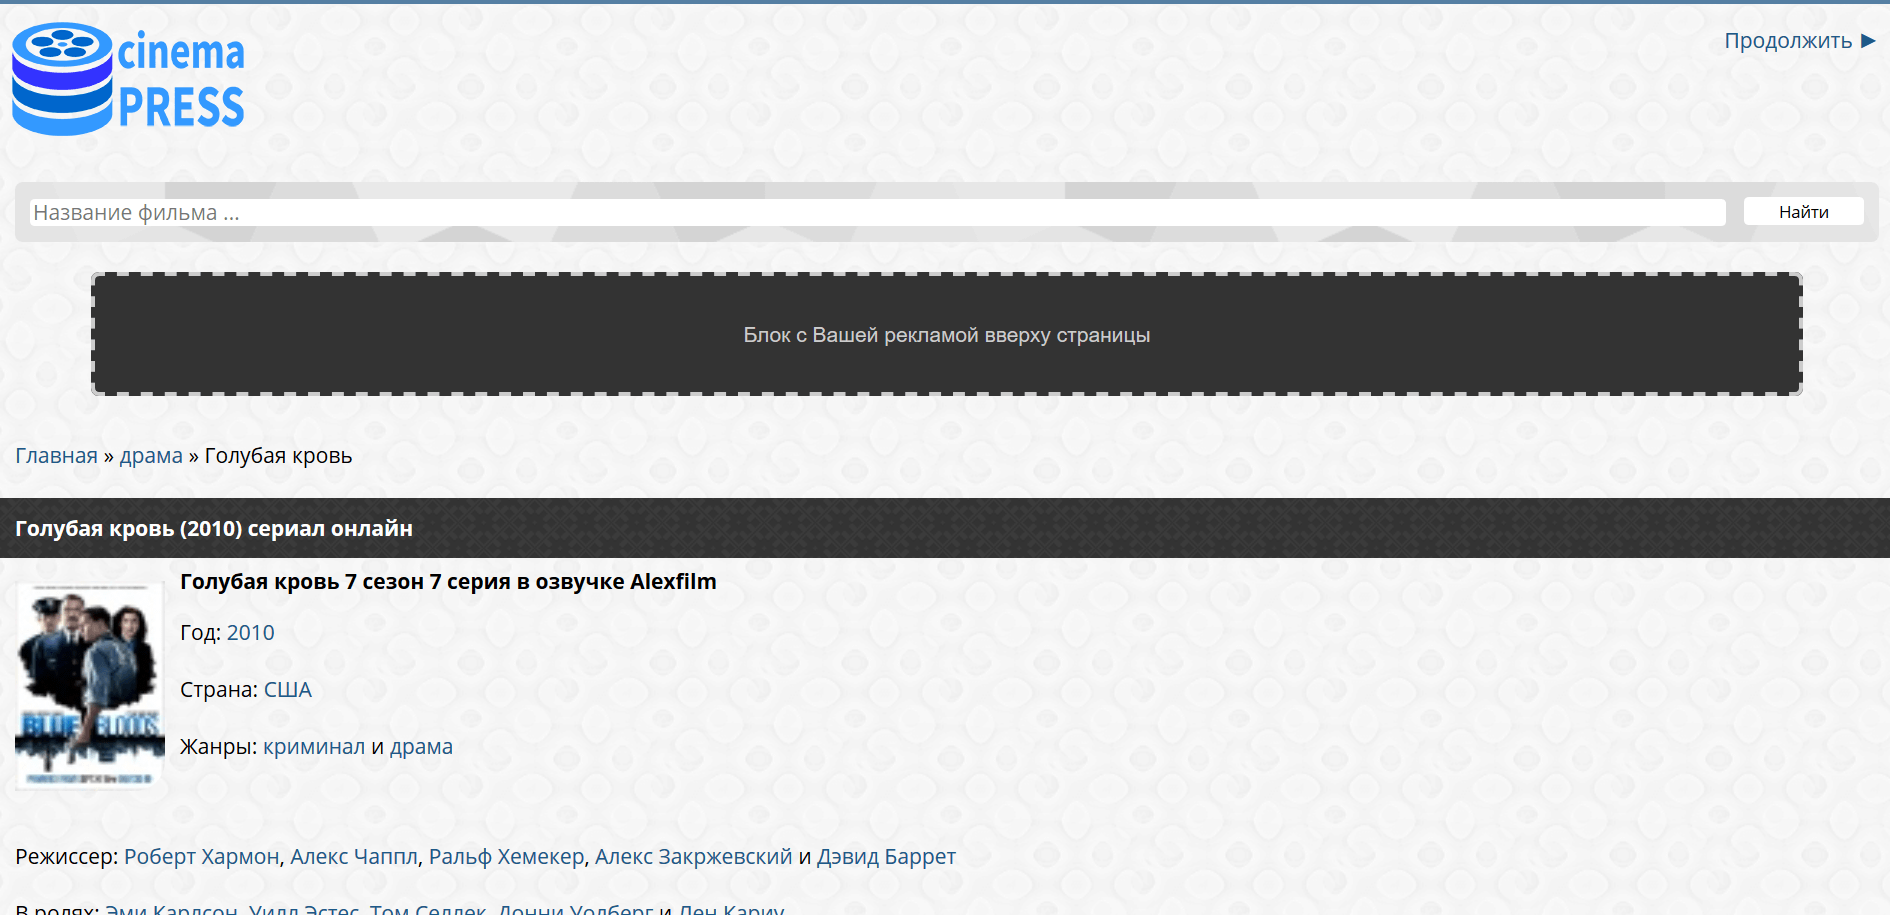 cinema
PRESS
Продолжить ►
Название фильма ...
Найти
Блок с Вашей рекламой вверху страницы
Главная » драма » Голубая кровь
Голубая кровь (2010) сериал онлайн
Голубая кровь 7 сезон 7 серия в озвучке Alexfilm
Год: 2010
Страна: США
Жанры: криминал и драма
BLUE BLOODS
Режиссер: Роберт Хармон, Алекс Чаппл, Ральф Хемекер, Алекс Закржевский и Дэвид Баррет
В ролях: Эми Карлсон, Уилл Эстес, Том Селлек, Донни Уолберг и Лен Кариу